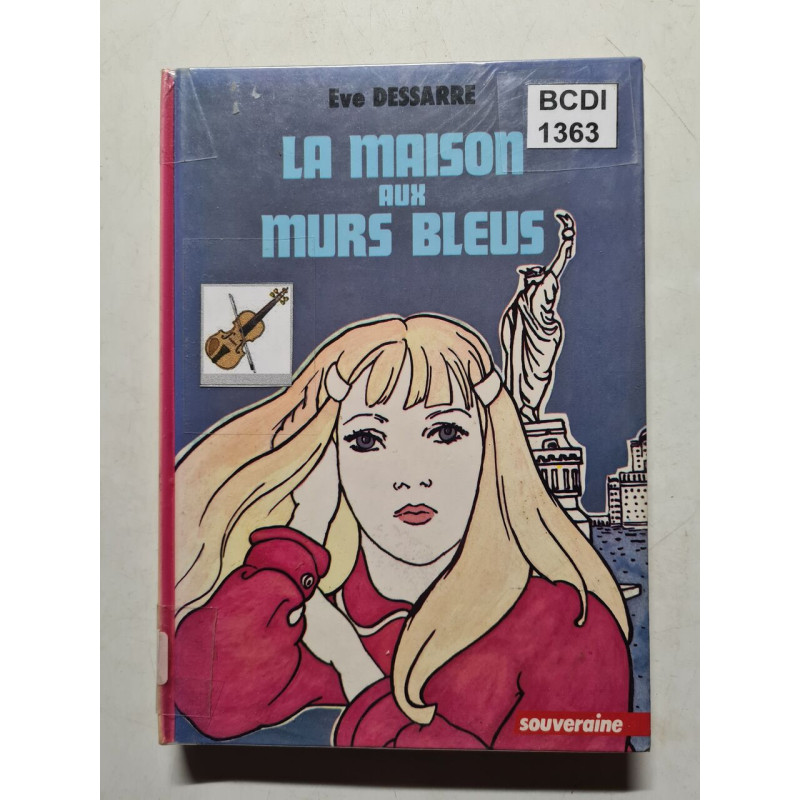 Eve DESSARRE
BCDI
1363
LA MAISON
AUX
MURS BLEUS
souveraine